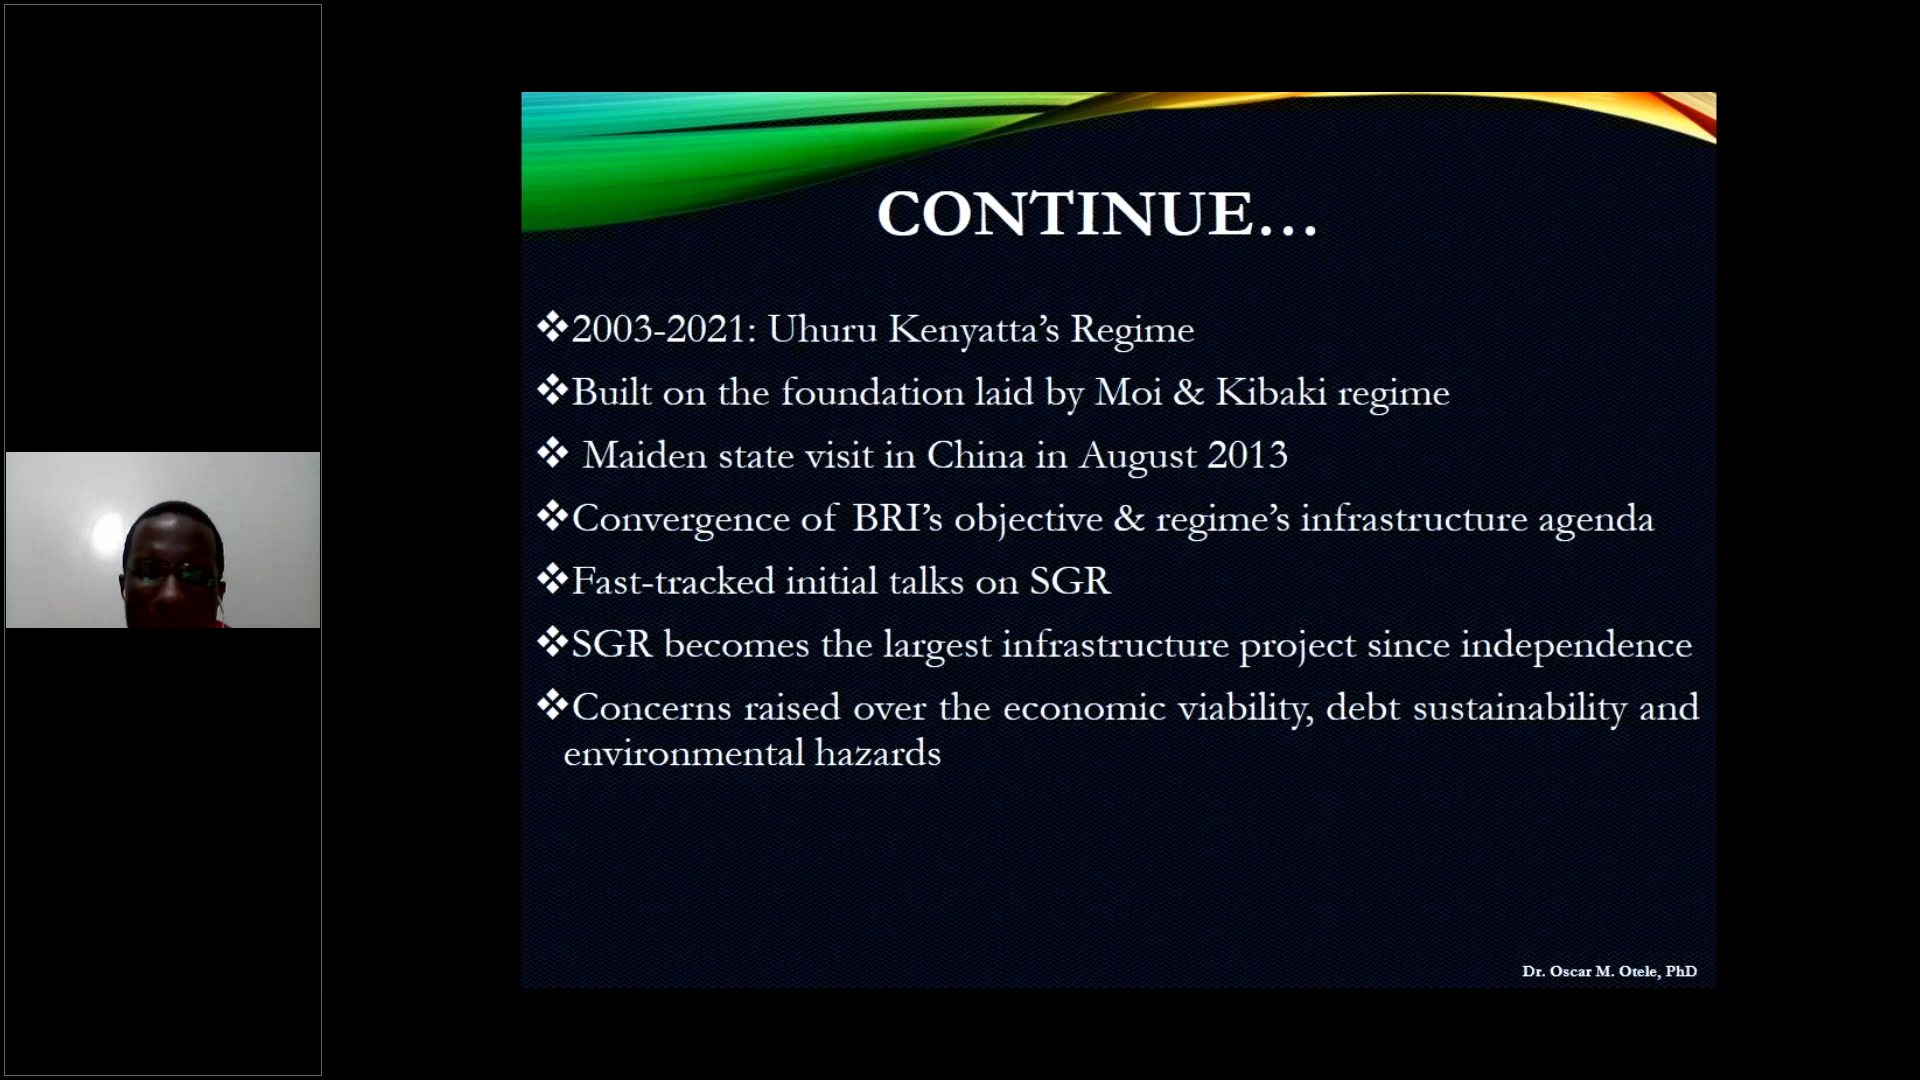 CONTINUE...
❖2003-2021: Uhuru Kenyatta’s Regime
❖Built on the foundation laid by Moi & Kibaki regime
❖ Maiden state visit in China in August 2013
❖Convergence of BRI’s objective & regime’s infrastructure agenda
❖Fast-tracked initial talks on SGR
❖SGR becomes the largest infrastructure project since independence
❖Concerns raised over the economic viability, debt sustainability and
environmental hazards
Dr. Oscar M. Otele, PhD